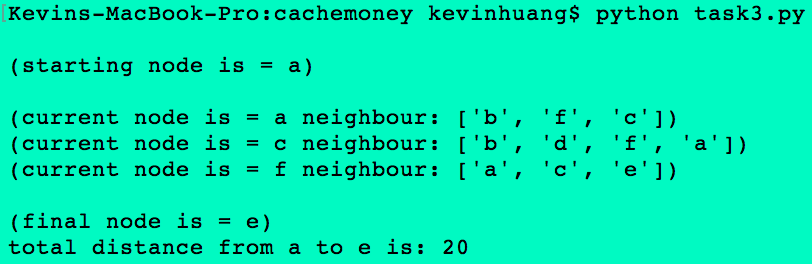 [Kevins-MacBook-Pro:cachemoney kevinhuang$ python task3.py
(starting node is = a)
(current node is = a neighbour: ['b', 'f', 'c'])
(current node is = c neighbour: ['b', 'd', 'f', 'a'])
(current node is = f neighbour: ['a', 'c', 'e'])
(final node is = e)
total distance from a to e is: 20